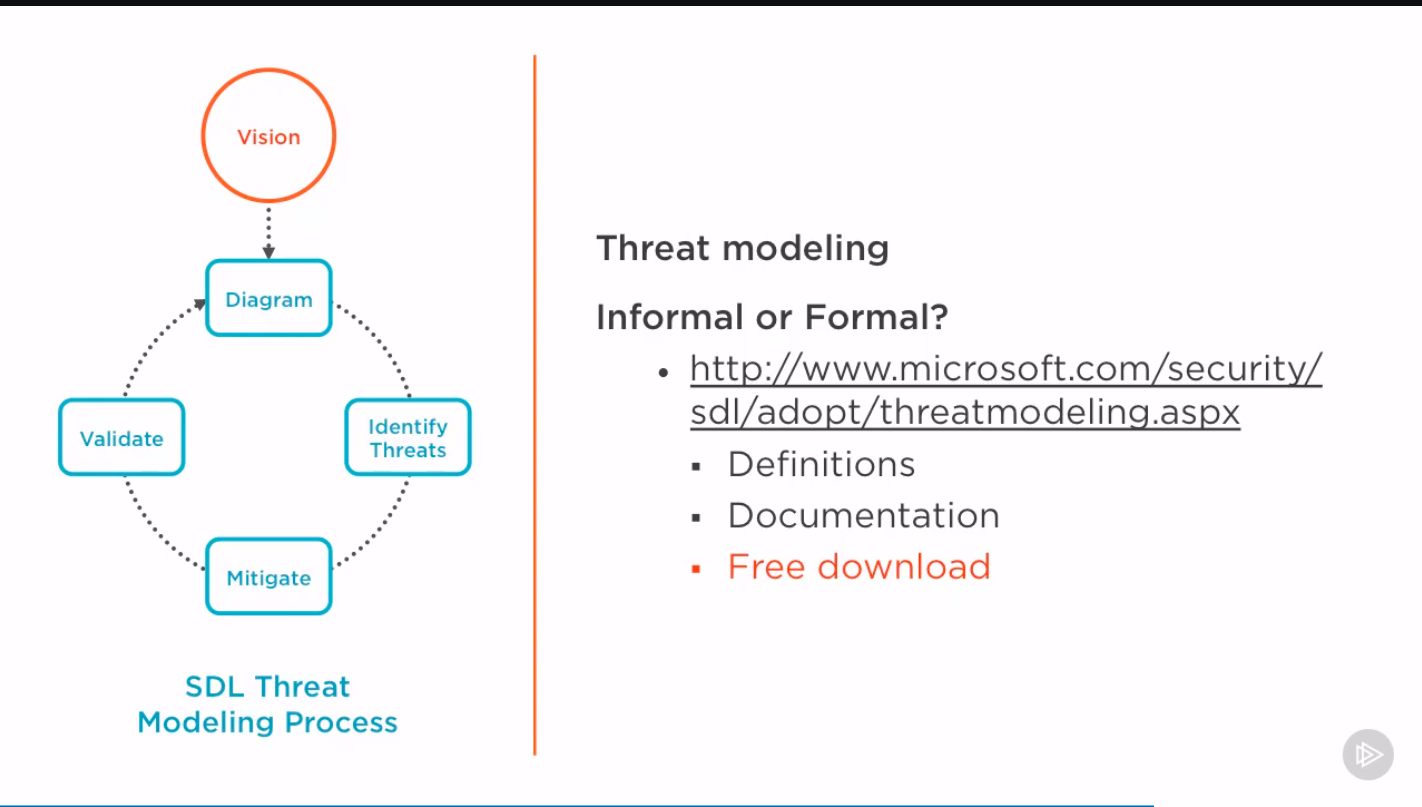 Vision
Diagram
Identify
Threats
Validate
Mitigate
SDL Threat
Modeling Process
Threat modeling
Informal or Formal?
• http://www.microsoft.com/security/
sdl/adopt/threatmodeling.aspx
▪ Definitions
▪ Documentation
▪ Free download